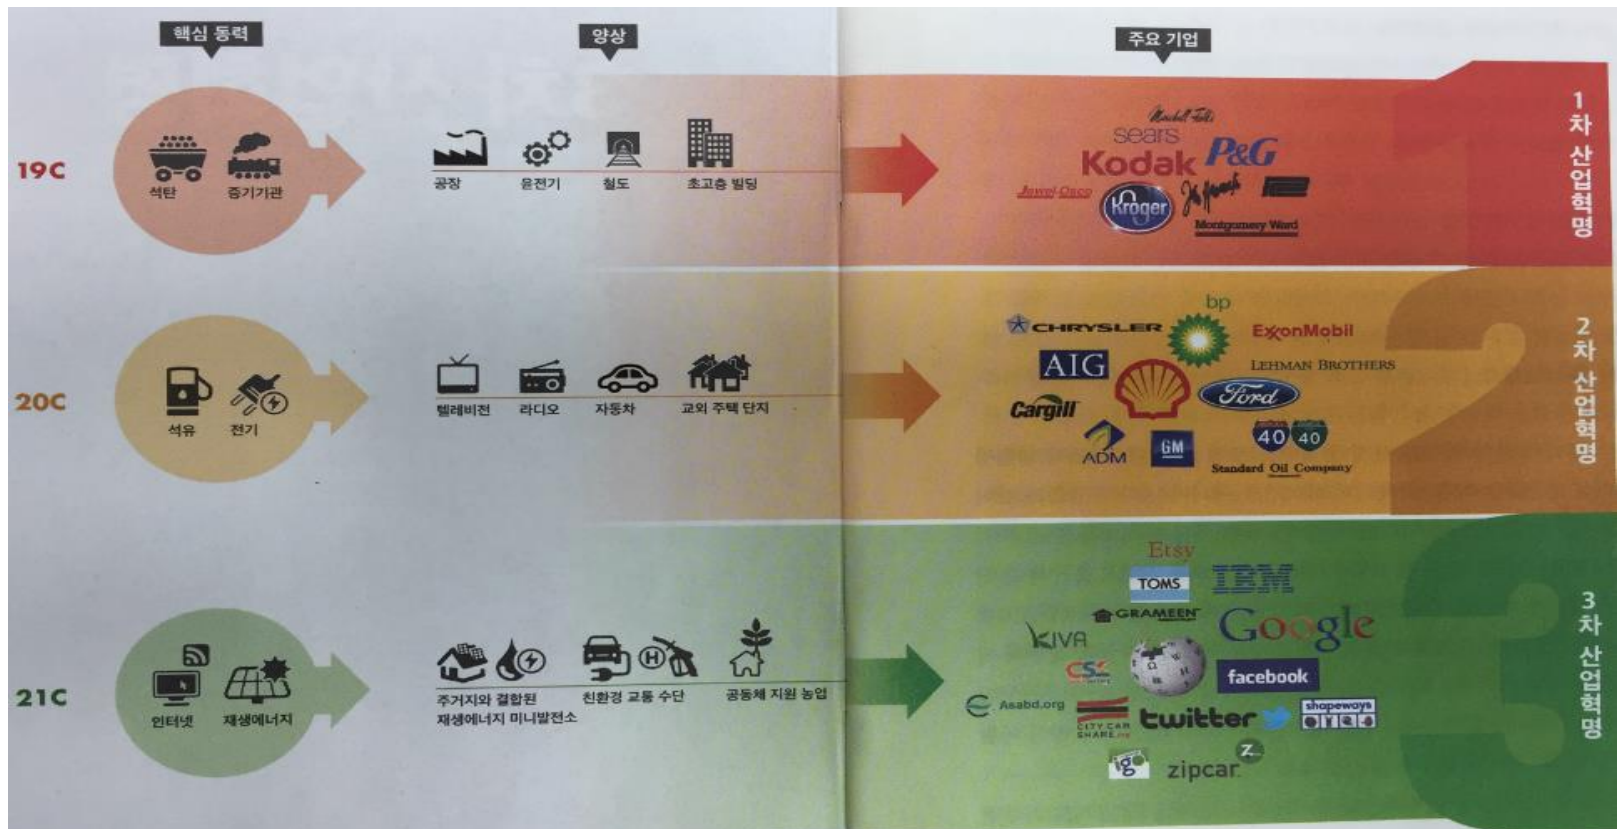 핵심 동력
양상
주요 기업
19C
석탄
증기기관
공장
윤전기
철도
초고층 빌딩
Marshall Field's
sears
Kodak
P&G
Jewel-Osco
Kroger
Montgomery Ward
1차 산업혁명
20C
석유
전기
텔레비전
라디오
자동차
교외 주택 단지
bp
CHRYSLER
ExxonMobil
AIG
LEHMAN BROTHERS
Ford
Cargill
ADM
GM
40
40
Standard Oil Company
2차 산업혁명
21C
인터넷
재생에너지
주거지와 결합된
재생에너지 미니발전소
H
친환경 교통 수단
공동체 지원 농업
Etsy
TOMS
IBM
GRAMEEN
Google
KIVA
CSC
facebook
Asabd.org
CITY CAR
SHARE
twitter
shapeways
igo
zipcar
Z
3차 산업혁명